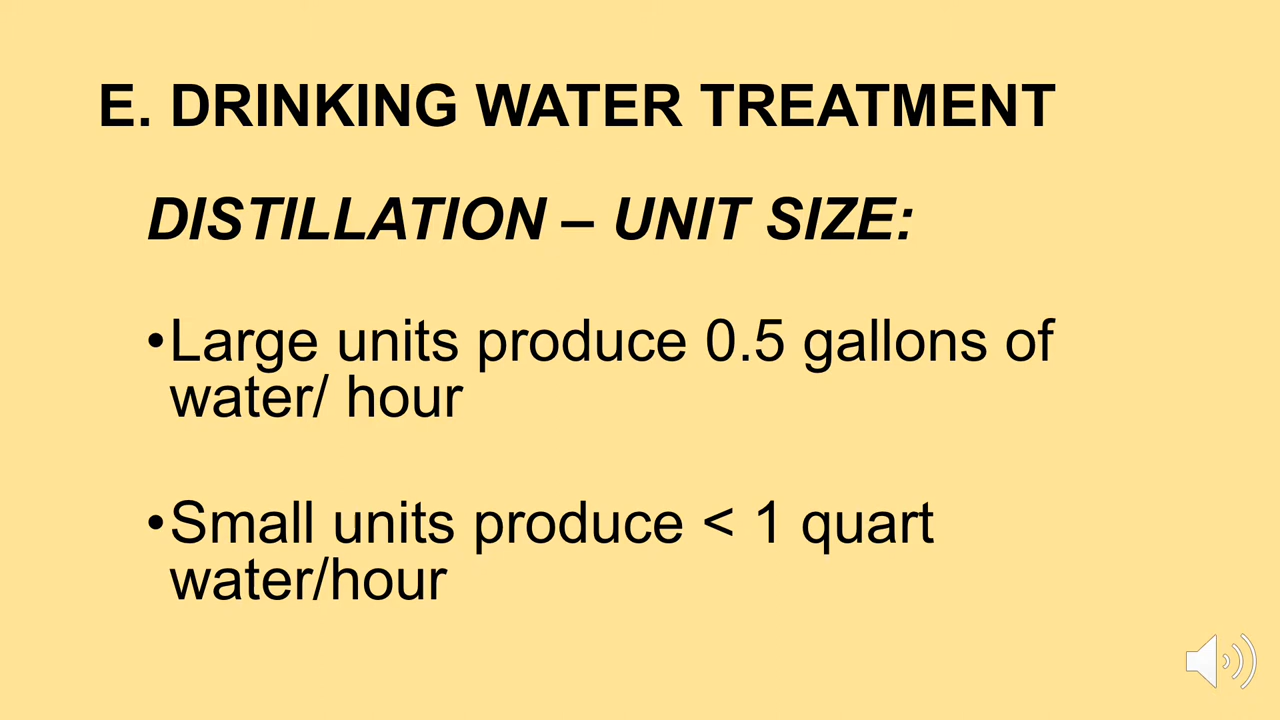 E. DRINKING WATER TREATMENT
DISTILLATION – UNIT SIZE:
•Large units produce 0.5 gallons of
water/ hour
•Small units produce < 1 quart
water/hour